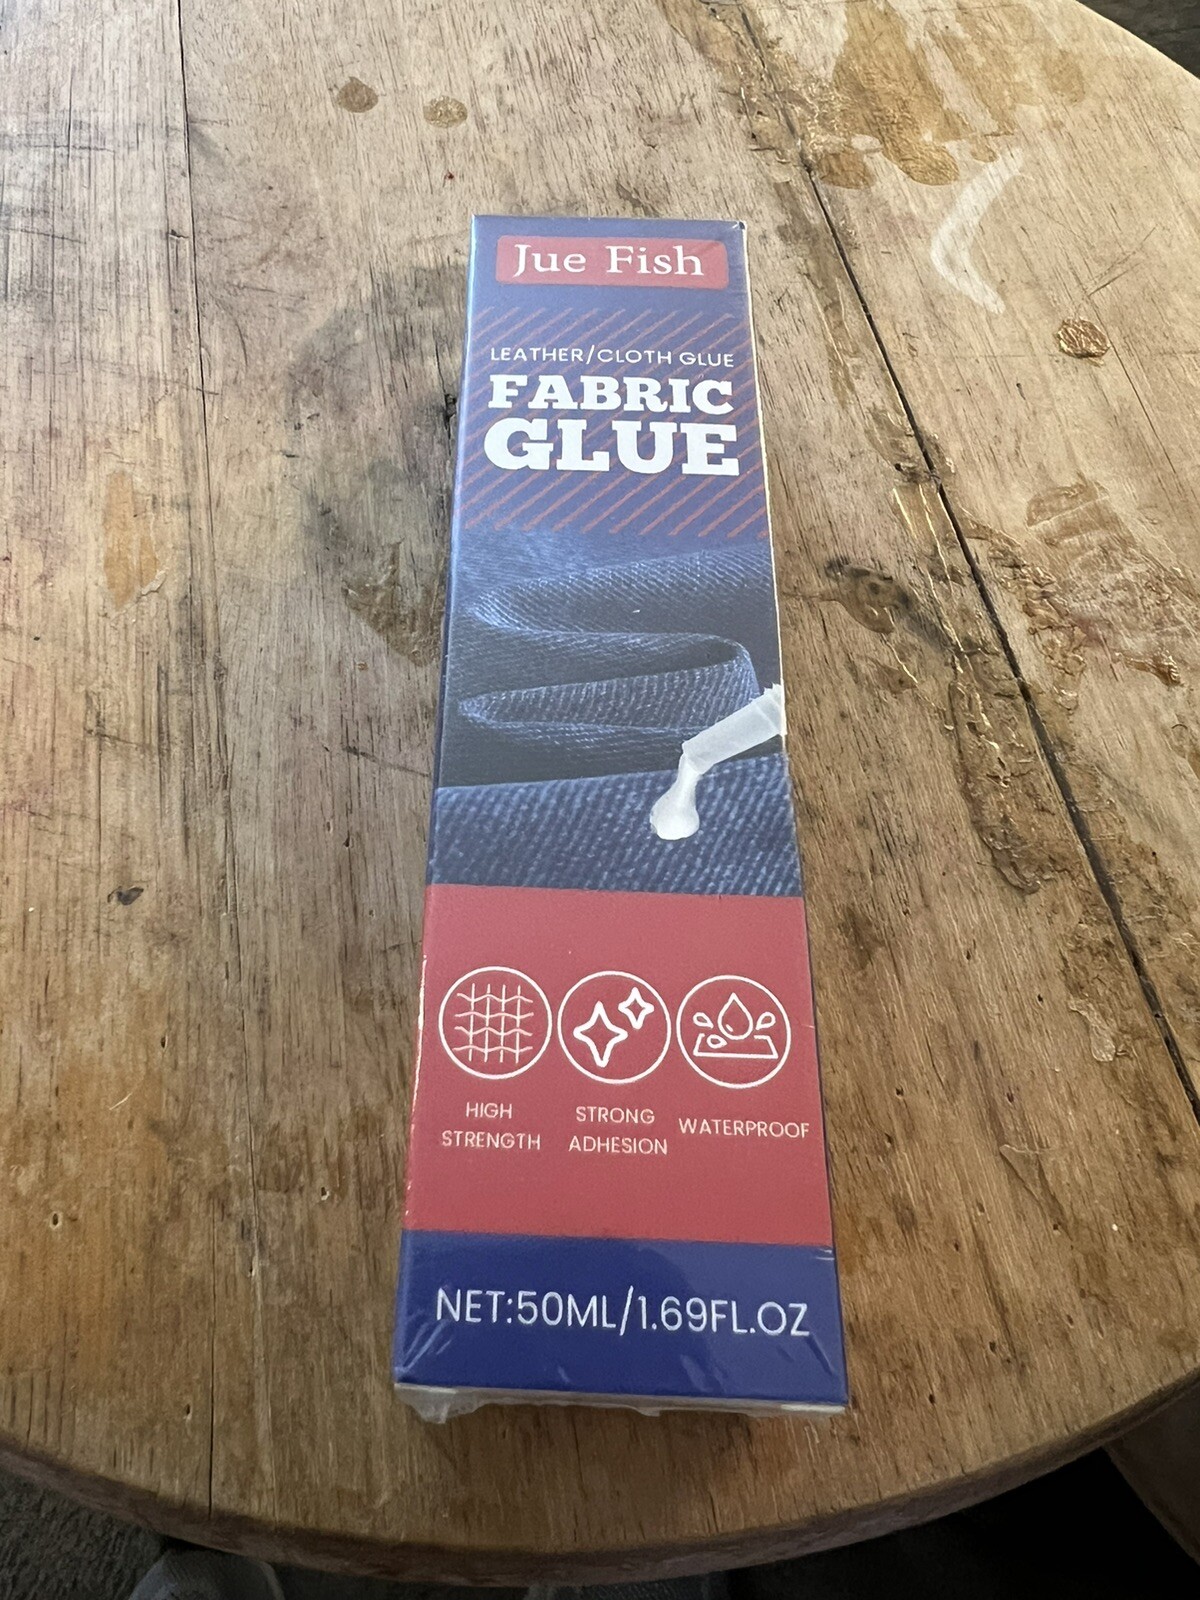 Jue Fish
LEATHER/CLOTH GLUE
FABRIC
GLUE
HIGH
STRENGTH
STRONG
ADHESION
WATERPROOF
NET:50ML/1.69FL.OZ